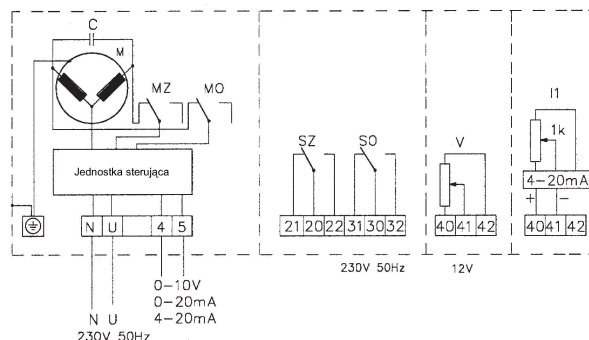 C
M
MZ MO
Jednostka sterująca
N U 4 5
0-10V
0-20mA
4-20mA
N U
230V 50Hz
SZ SO
21 20 22 31 30 32
230V 50Hz
V
40 41 42
12V
I1
1k
4-20mA
+ -
40 41 42